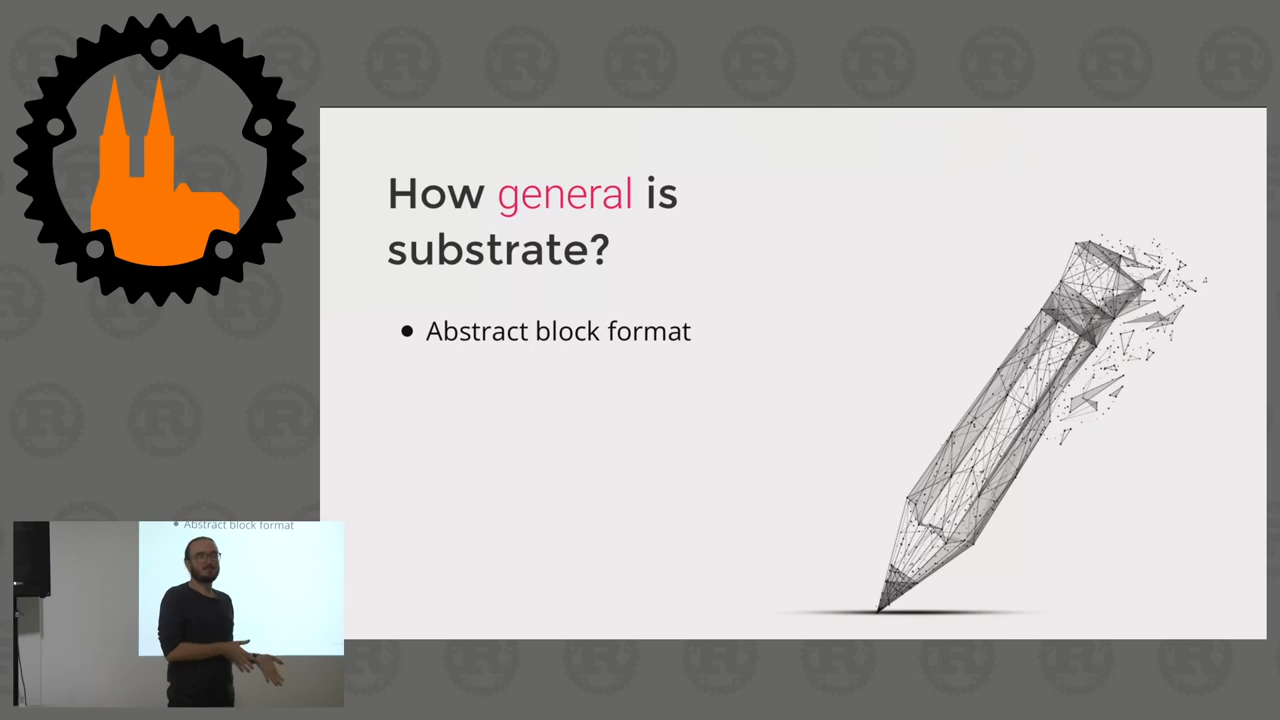 How general is
substrate?
• Abstract block format
• Abstract block format